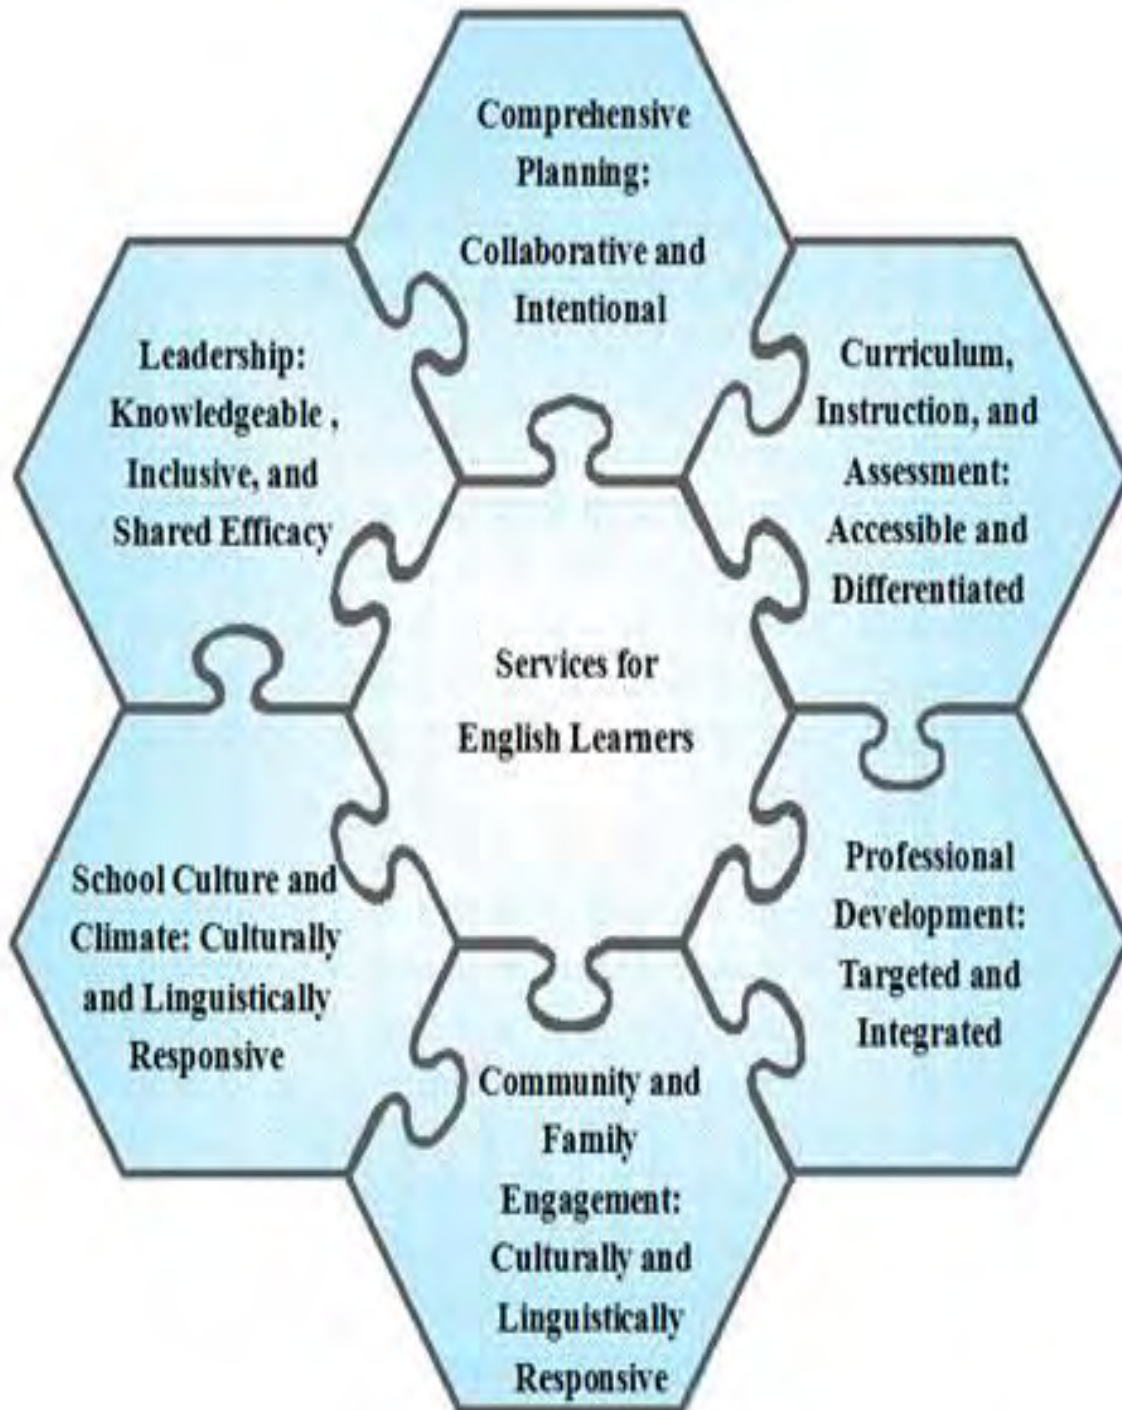 Comprehensive
Planning:
Collaborative and
Intentional
Leadership:
Knowledgeable ,
Inclusive, and
Shared Efficacy
Curriculum,
Instruction, and
Assessment:
Accessible and
Differentiated
Services for
English Learners
School Culture and
Climate: Culturally
and Linguistically
Responsive
Professional
Development:
Targeted and
Integrated
Community and
Family
Engagement:
Culturally and
Linguistically
Responsive